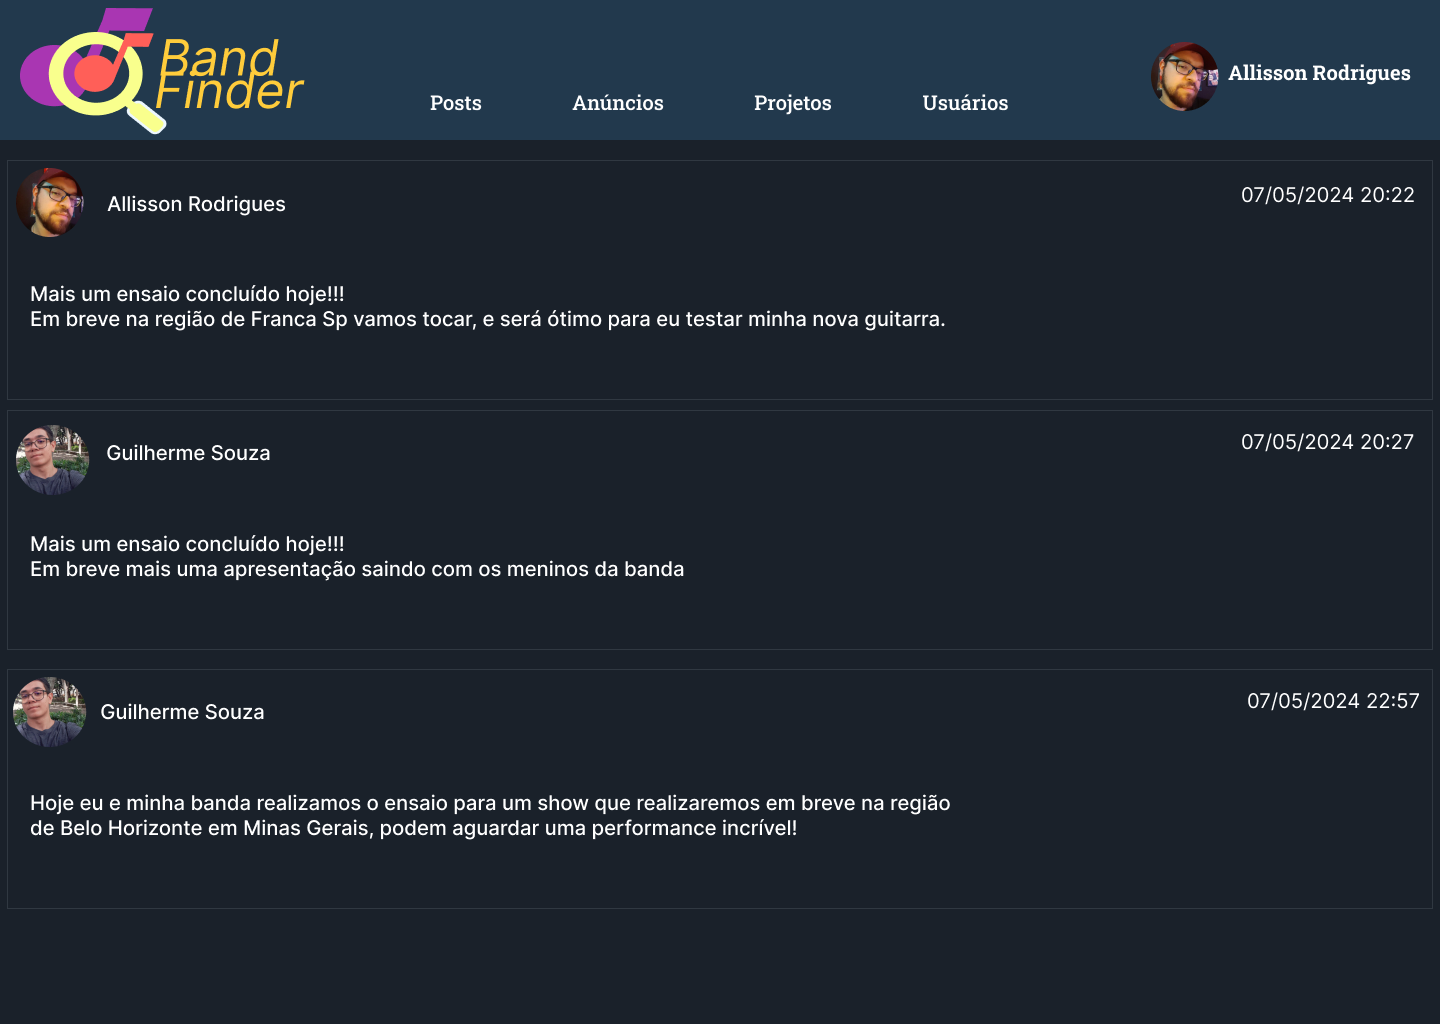 Band
Finder
Posts
Anúncios
Projetos
Usuários
Allisson Rodrigues
Allisson Rodrigues
07/05/2024 20:22
Mais um ensaio concluído hoje!!!
Em breve na região de Franca Sp vamos tocar, e será ótimo para eu testar minha nova guitarra.
Guilherme Souza
07/05/2024 20:27
Mais um ensaio concluído hoje!!!
Em breve mais uma apresentação saindo com os meninos da banda
Guilherme Souza
07/05/2024 22:57
Hoje eu e minha banda realizamos o ensaio para um show que realizaremos em breve na região
de Belo Horizonte em Minas Gerais, podem aguardar uma performance incrível!